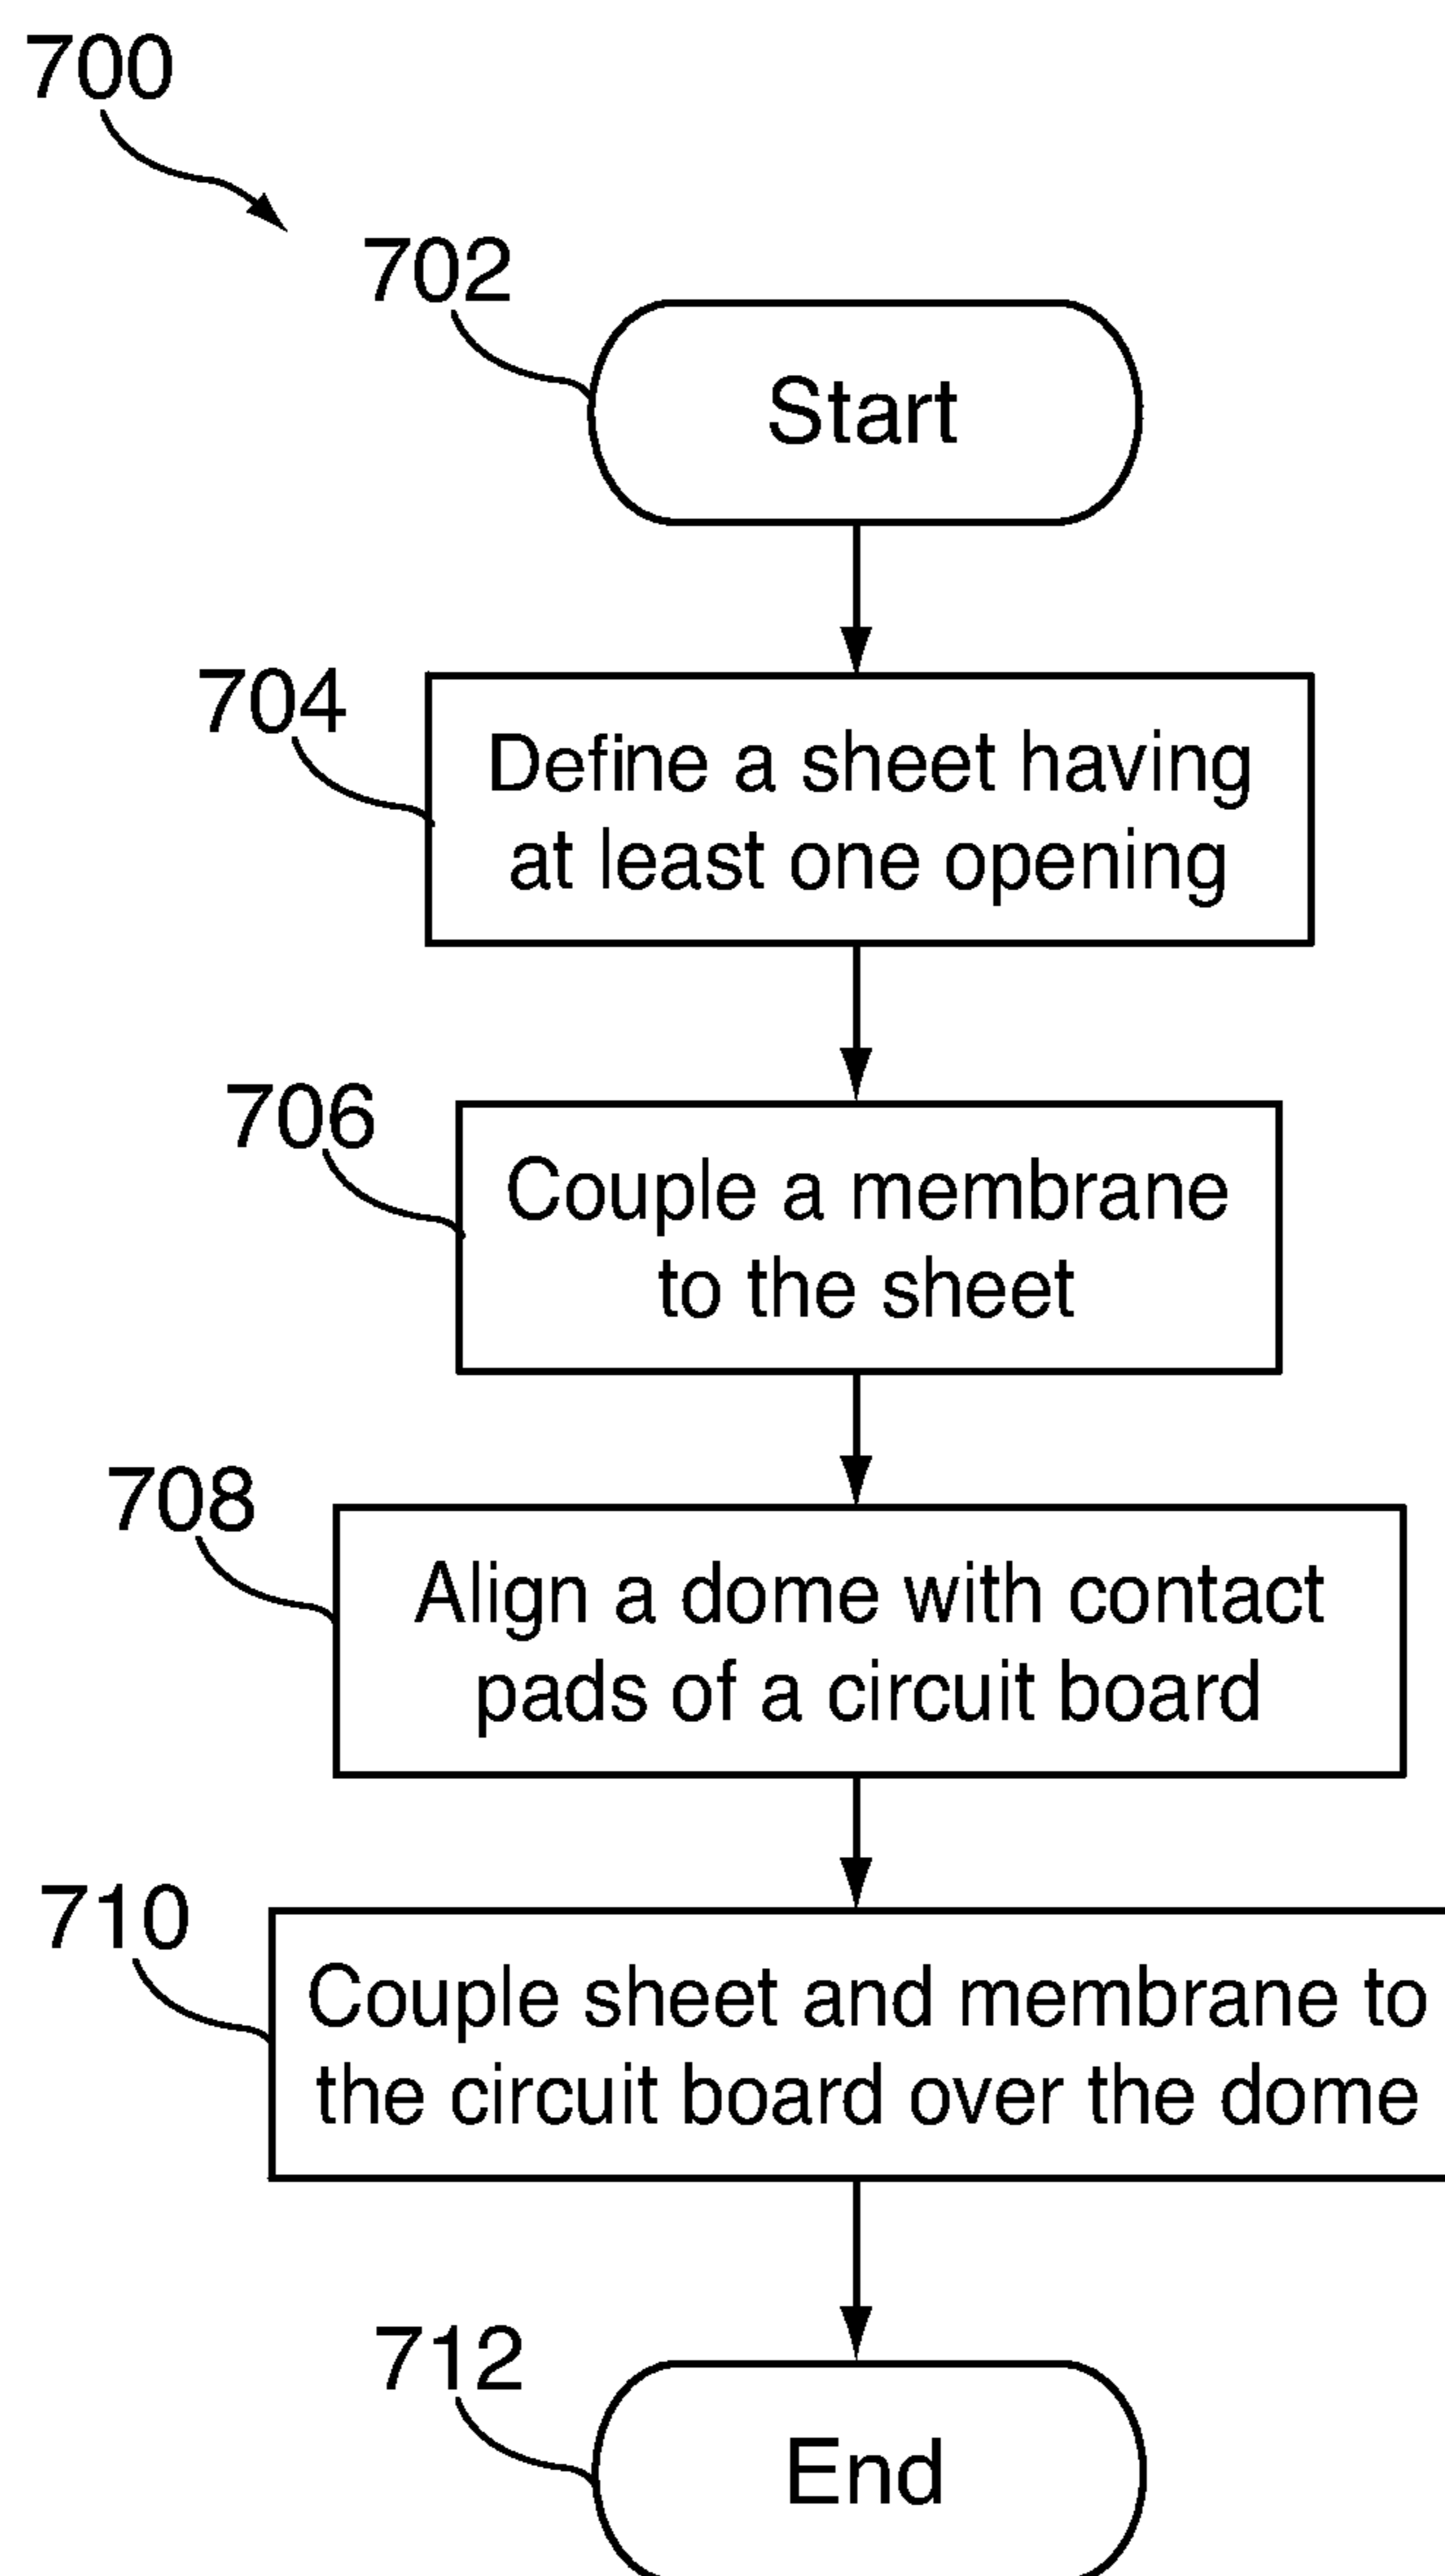 700
702
Start
704
Define a sheet having
at least one opening
706
Couple a membrane
to the sheet
708
Align a dome with contact
pads of a circuit board
710
Couple sheet and membrane to
the circuit board over the dome
712
End